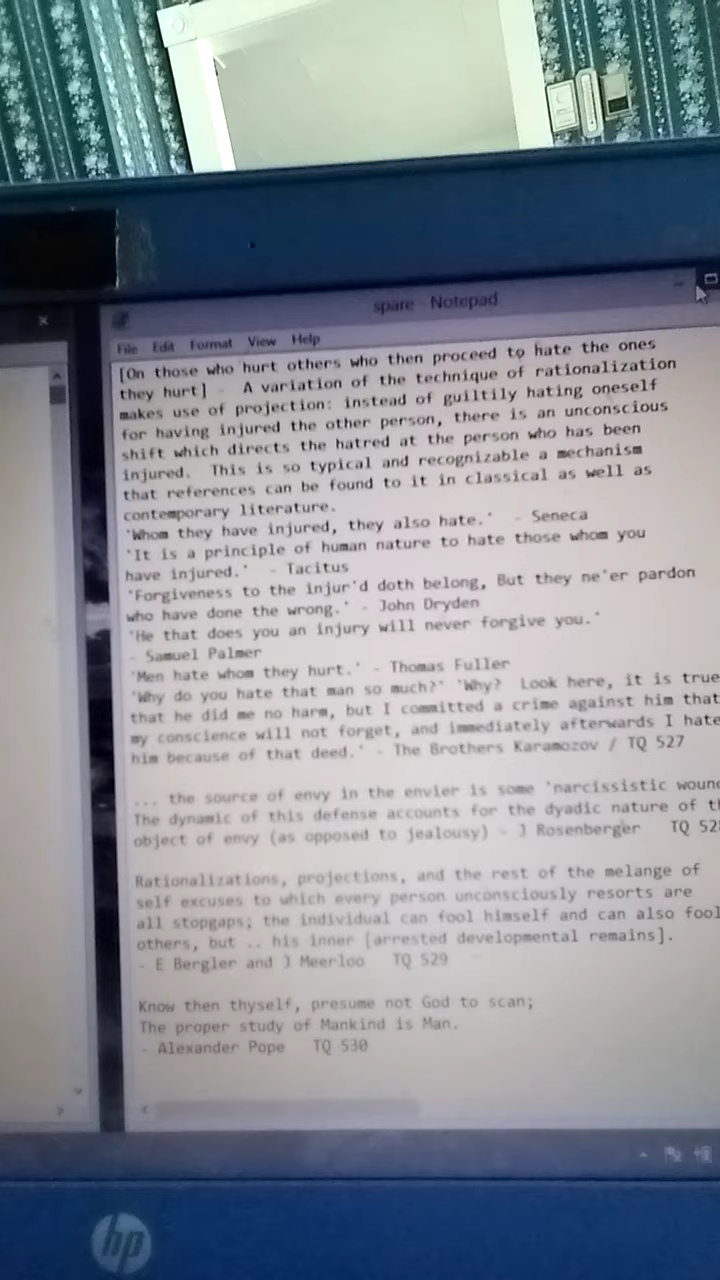 spare - Notepad
File Edit Format View Help
[On those who hurt others who then proceed to hate the ones
they hurt] - A variation of the technique of rationalization
makes use of projection: instead of guiltily hating oneself
for having injured the other person, there is an unconscious
shift which directs the hatred at the person who has been
injured.  This is so typical and recognizable a mechanism
that references can be found to it in classical as well as
contemporary literature.
'Whom they have injured, they also hate.'  - Seneca
'It is a principle of human nature to hate those whom you
have injured.'  - Tacitus
'Forgiveness to the injur'd doth belong, But they ne'er pardon
who have done the wrong.' - John Dryden
'He that does you an injury will never forgive you.'
- Samuel Palmer
'Men hate whom they hurt.' - Thomas Fuller
'Why do you hate that man so much?' 'Why?  Look here, it is true
that he did me no harm, but I committed a crime against him that
my conscience will not forget, and immediately afterwards I hate
him because of that deed.' - The Brothers Karamozov / TQ 527
... the source of envy in the envier is some 'narcissistic
The dynamic of this defense accounts for the dyadic nature of
object of envy (as opposed to jealousy) - J Rosenberger   TQ
Rationalizations, projections, and the rest of the melange of
self excuses to which every person unconsciously resorts are
all stopgaps; the individual can fool himself and can also fool
others, but .. his inner [arrested developmental remains].
- E Bergler and J Meerloo   TQ 529
Know then thyself, presume not God to scan;
The proper study of Mankind is Man.
- Alexander Pope   TQ 530
hp